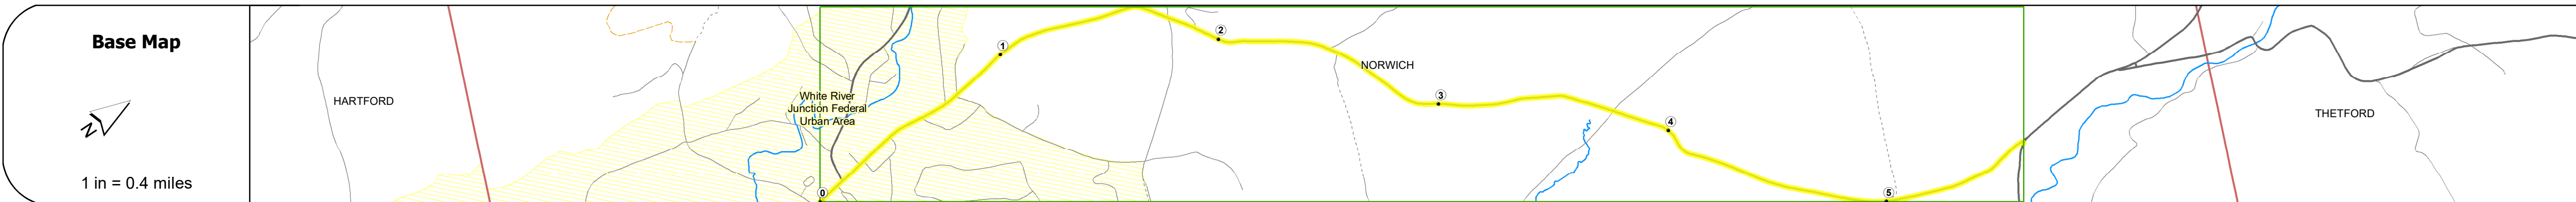 Base Map
N
1 in = 0.4 miles
HARTFORD
White River
Junction Federal
Urban Area
0
1
2
NORWICH
3
4
5
THETFORD